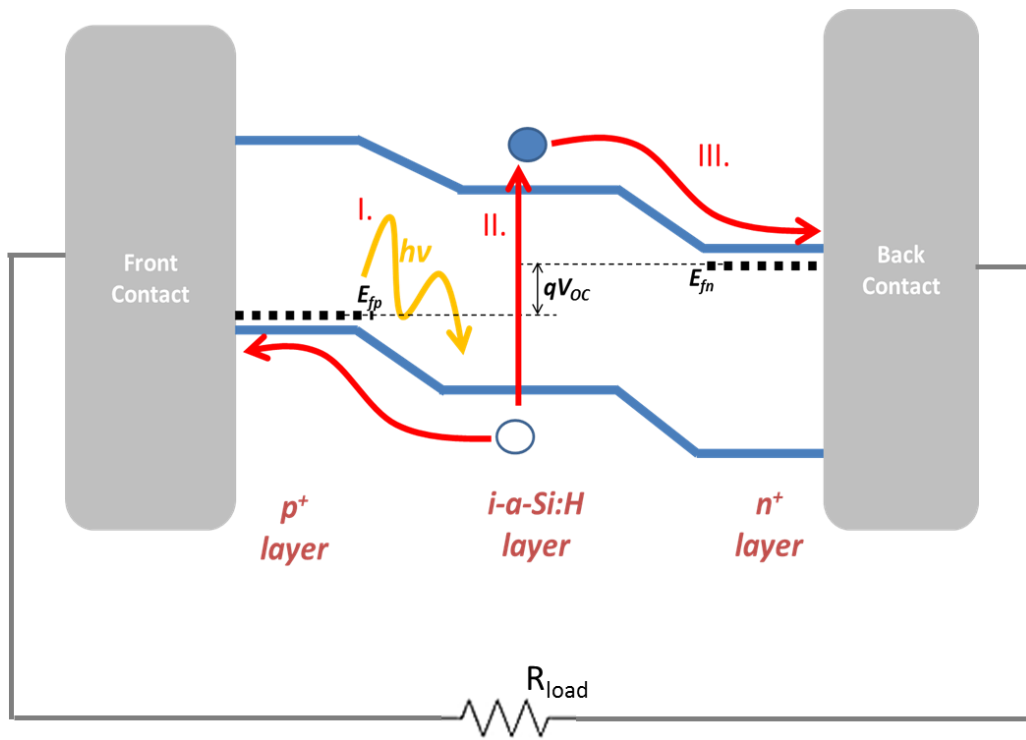 III.
I.
II.
hν
Front
Contact
Back
Contact
E_fp
qV_OC
E_fn
p⁺
layer
i-a-Si:H
layer
n⁺
layer
R_load